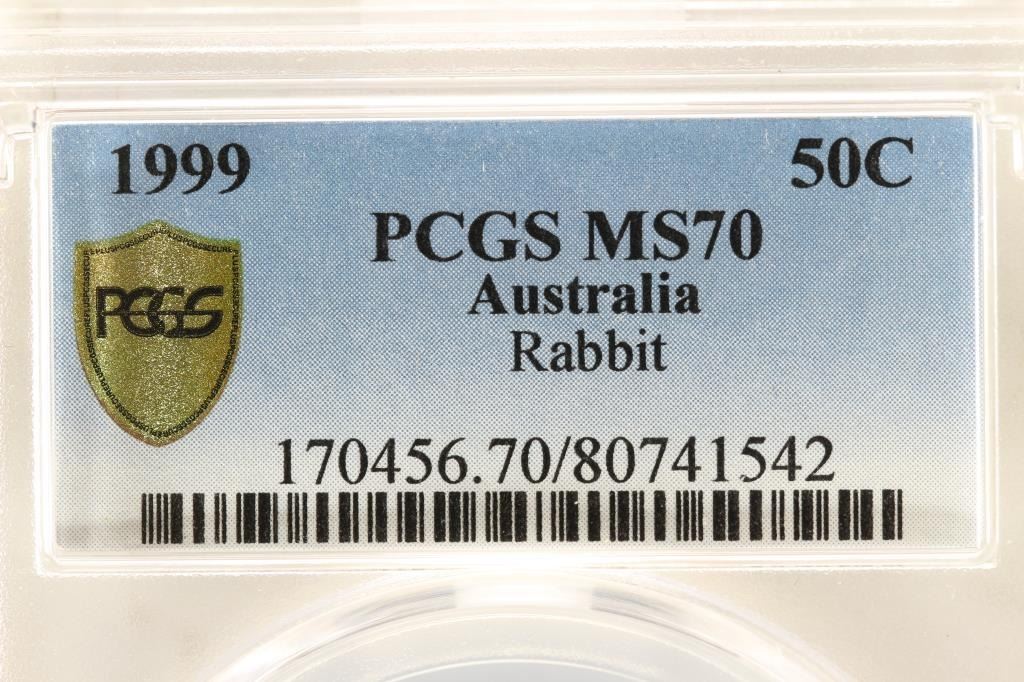 1999 50C
PCGS MS70
Australia
PCGS
Rabbit
170456.70/80741542